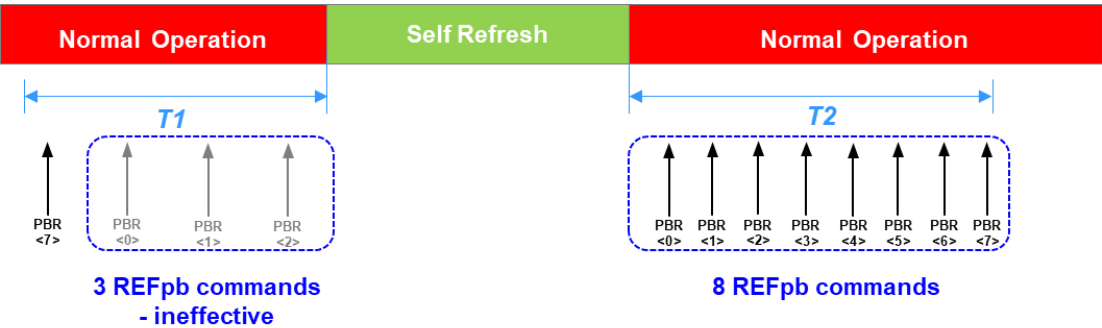 Normal Operation
Self Refresh
Normal Operation
T1
T2
PBR
<7>
PBR
<0>
PBR
<1>
PBR
<2>
PBR
<0>
PBR
<1>
PBR
<2>
PBR
<3>
PBR
<4>
PBR
<5>
PBR
<6>
PBR
<7>
3 REFpb commands
- ineffective
8 REFpb commands